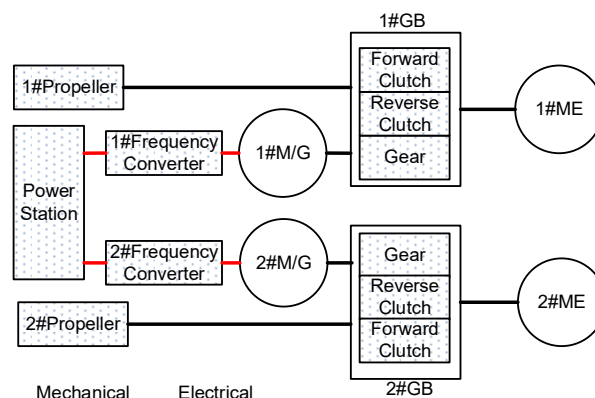 1#GB
Forward
Clutch
1#Propeller
Reverse
Clutch
1#ME
1#Frequency
Converter
1#M/G
Gear
Power
Station
2#Frequency
Converter
2#M/G
Gear
Reverse
Clutch
2#ME
2#Propeller
Forward
Clutch
2#GB
Mechanical Electrical